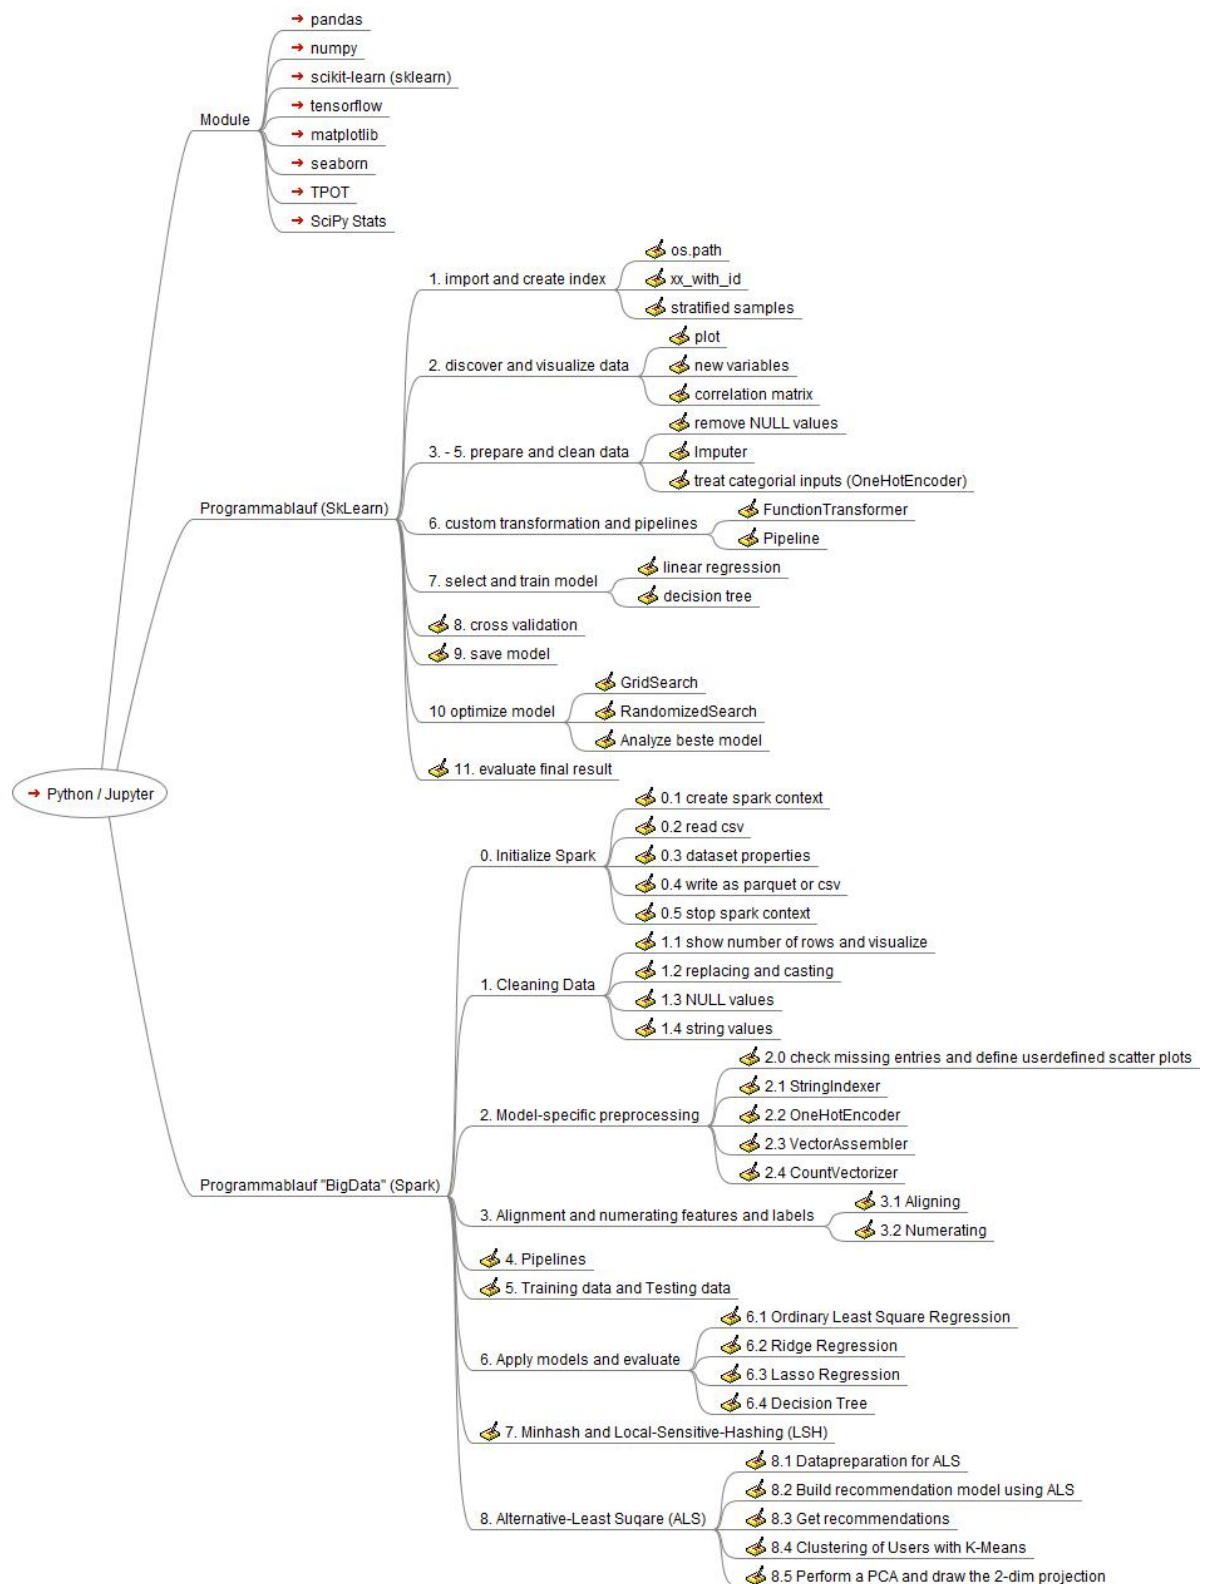 Python / Jupyter
Module
pandas
numpy
scikit-learn (sklearn)
tensorflow
matplotlib
seaborn
TPOT
SciPy Stats
Programmablauf (SkLearn)
1. import and create index
os.path
xx_with_id
stratified samples
2. discover and visualize data
plot
new variables
correlation matrix
3. - 5. prepare and clean data
remove NULL values
Imputer
treat categorial inputs (OneHotEncoder)
6. custom transformation and pipelines
FunctionTransformer
Pipeline
7. select and train model
linear regression
decision tree
8. cross validation
9. save model
10 optimize model
GridSearch
RandomizedSearch
Analyze beste model
11. evaluate final result
Programmablauf "BigData" (Spark)
0. Initialize Spark
0.1 create spark context
0.2 read csv
0.3 dataset properties
0.4 write as parquet or csv
0.5 stop spark context
1. Cleaning Data
1.1 show number of rows and visualize
1.2 replacing and casting
1.3 NULL values
1.4 string values
2. Model-specific preprocessing
2.0 check missing entries and define userdefined scatter plots
2.1 StringIndexer
2.2 OneHotEncoder
2.3 VectorAssembler
2.4 CountVectorizer
3. Alignment and numerating features and labels
3.1 Aligning
3.2 Numerating
4. Pipelines
5. Training data and Testing data
6. Apply models and evaluate
6.1 Ordinary Least Square Regression
6.2 Ridge Regression
6.3 Lasso Regression
6.4 Decision Tree
7. Minhash and Local-Sensitive-Hashing (LSH)
8. Alternative-Least Suqare (ALS)
8.1 Datapreparation for ALS
8.2 Build recommendation model using ALS
8.3 Get recommendations
8.4 Clustering of Users with K-Means
8.5 Perform a PCA and draw the 2-dim projection